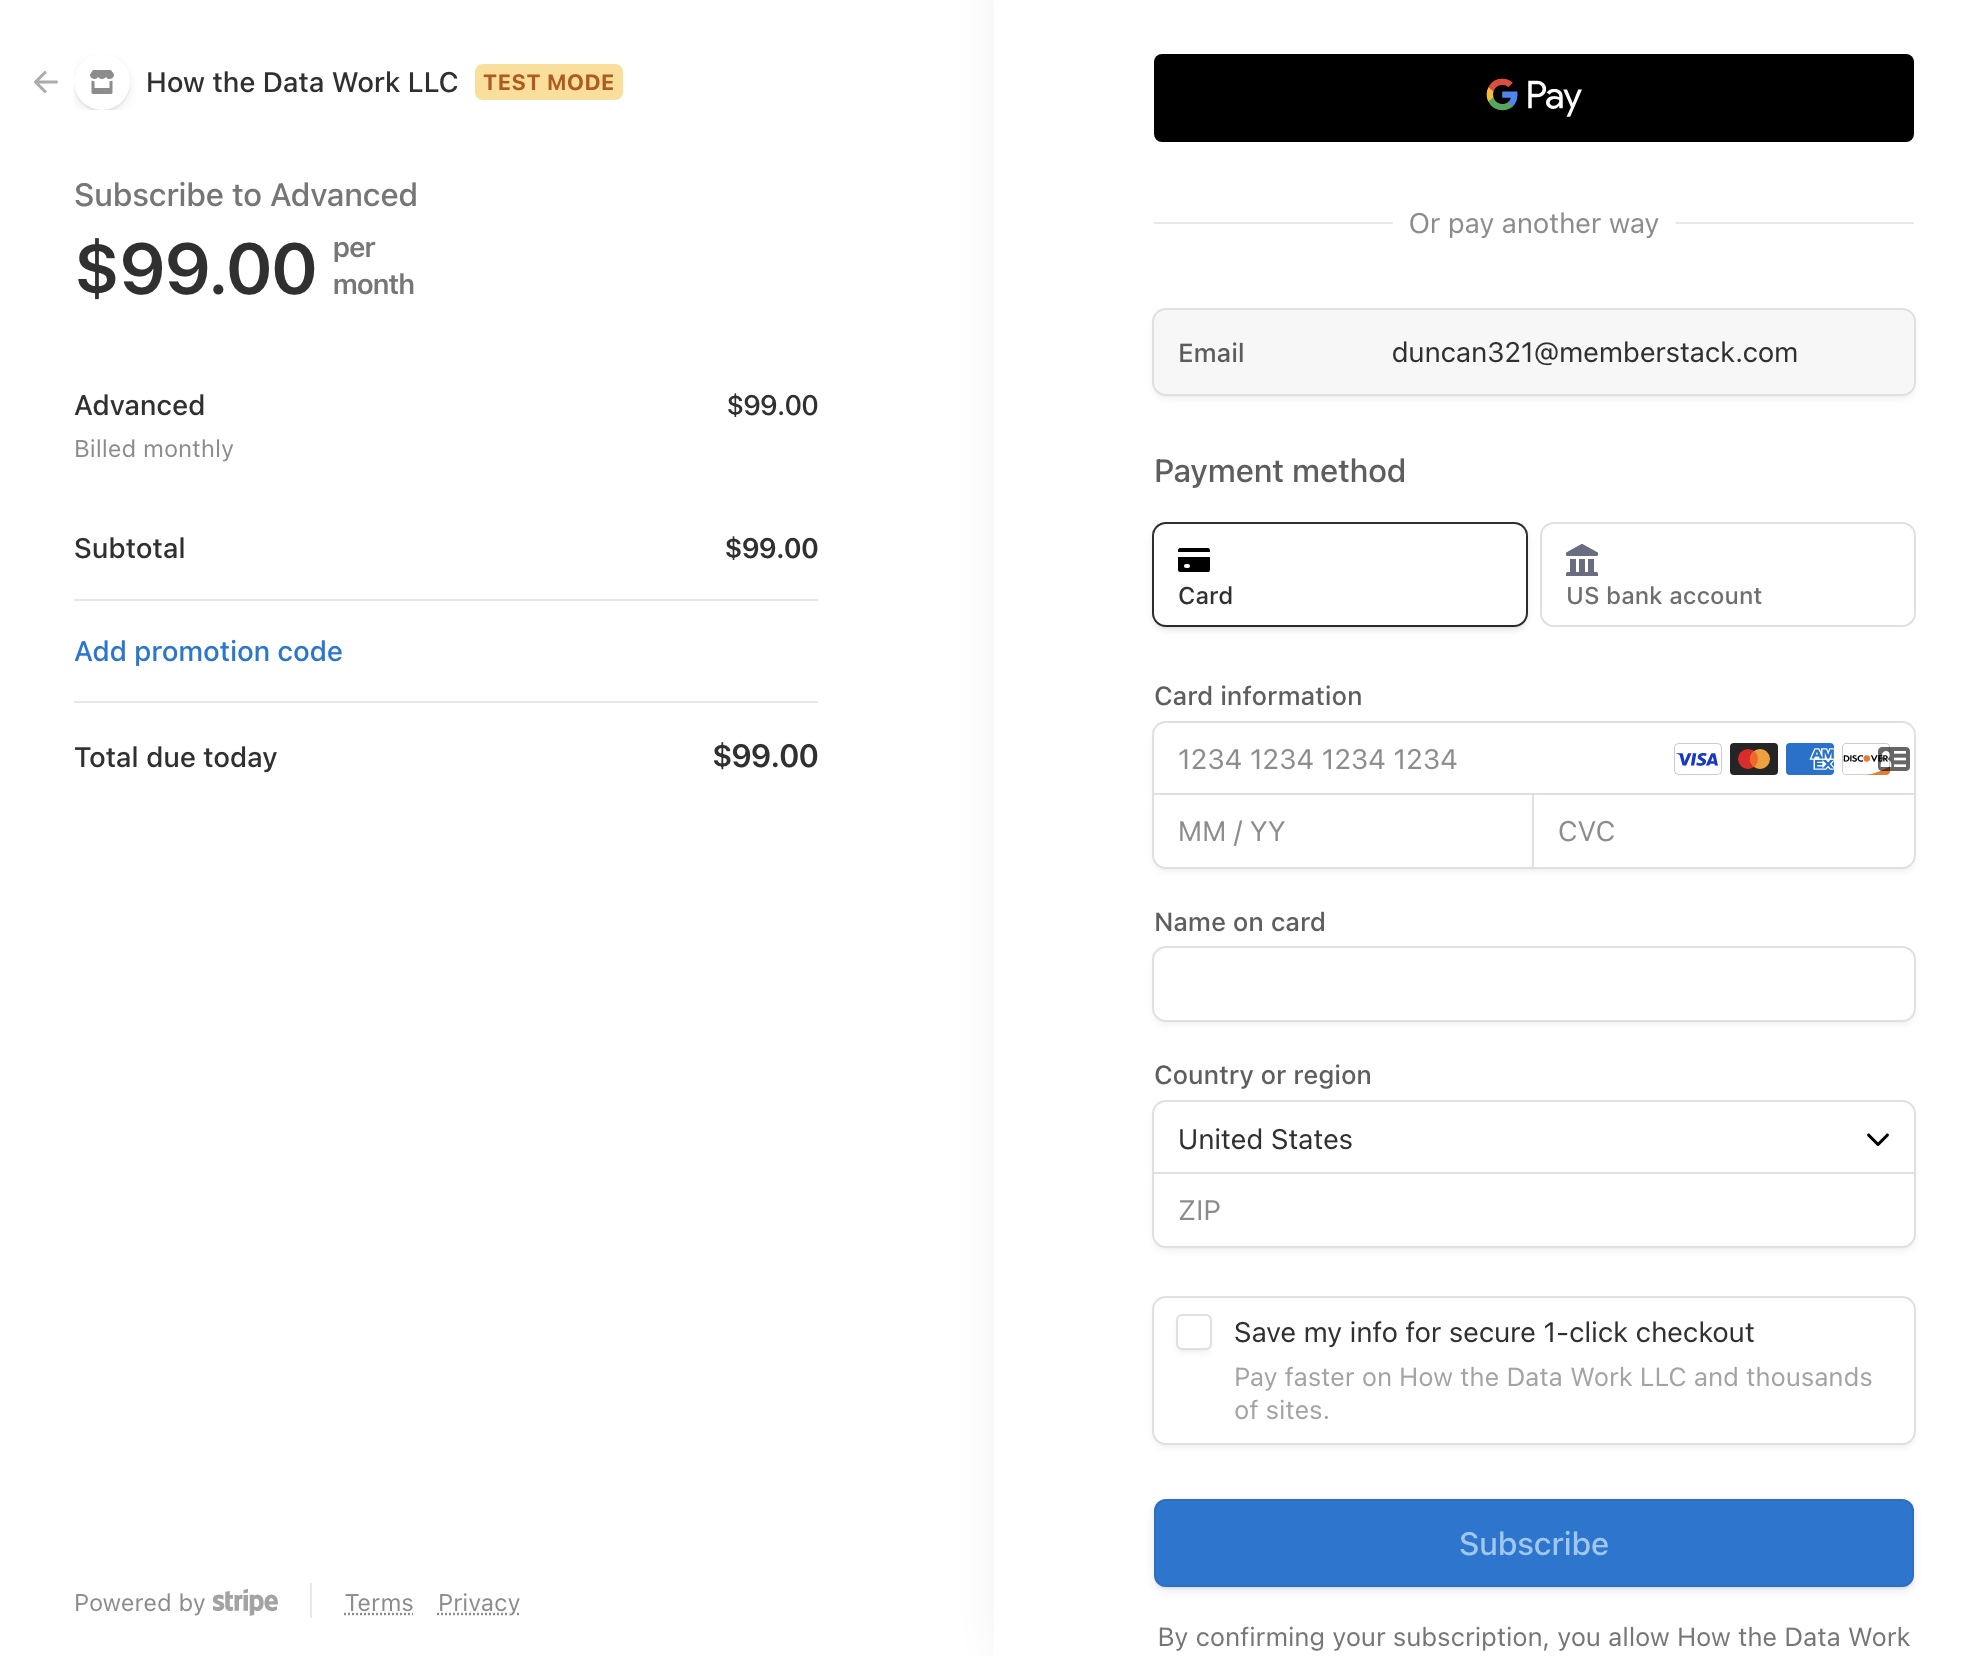 How the Data Work LLC TEST MODE
Subscribe to Advanced
$99.00 per
month
Advanced $99.00
Billed monthly
Subtotal $99.00
Add promotion code
Total due today $99.00
Powered by stripe Terms Privacy
G Pay
Or pay another way
Email duncan321@memberstack.com
Payment method
Card US bank account
Card information
1234 1234 1234 1234 VISA AM EX DISCOVER
MM / YY CVC
Name on card
Country or region
United States
ZIP
Save my info for secure 1-click checkout
Pay faster on How the Data Work LLC and thousands
of sites.
Subscribe
By confirming your subscription, you allow How the Data Work